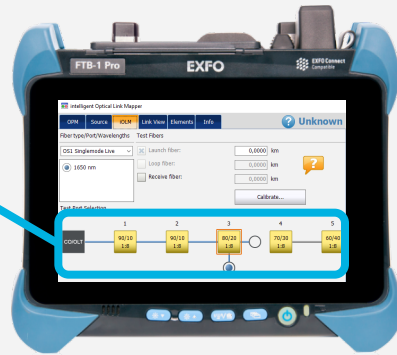 FTB-1 Pro
EXFO
EXFO Connect
Compatible
intelligent Optical Link Mapper
OPM Source iOLM Link View Elements Info
? Unknown
Fiber type/Port/Wavelengths Test Fibers
OS1 Singlemode Live
Launch fiber: 0,0000 km
1650 nm
Loop fiber: 0,0000 km
Receive fiber: 0,0000 km
?
Calibrate...
Test Port Selection
1 2 3 4 5
CO/OLT
90/10 90/10 80/20 70/30 60/40
1:8 1:8 1:8 1:8 1:8